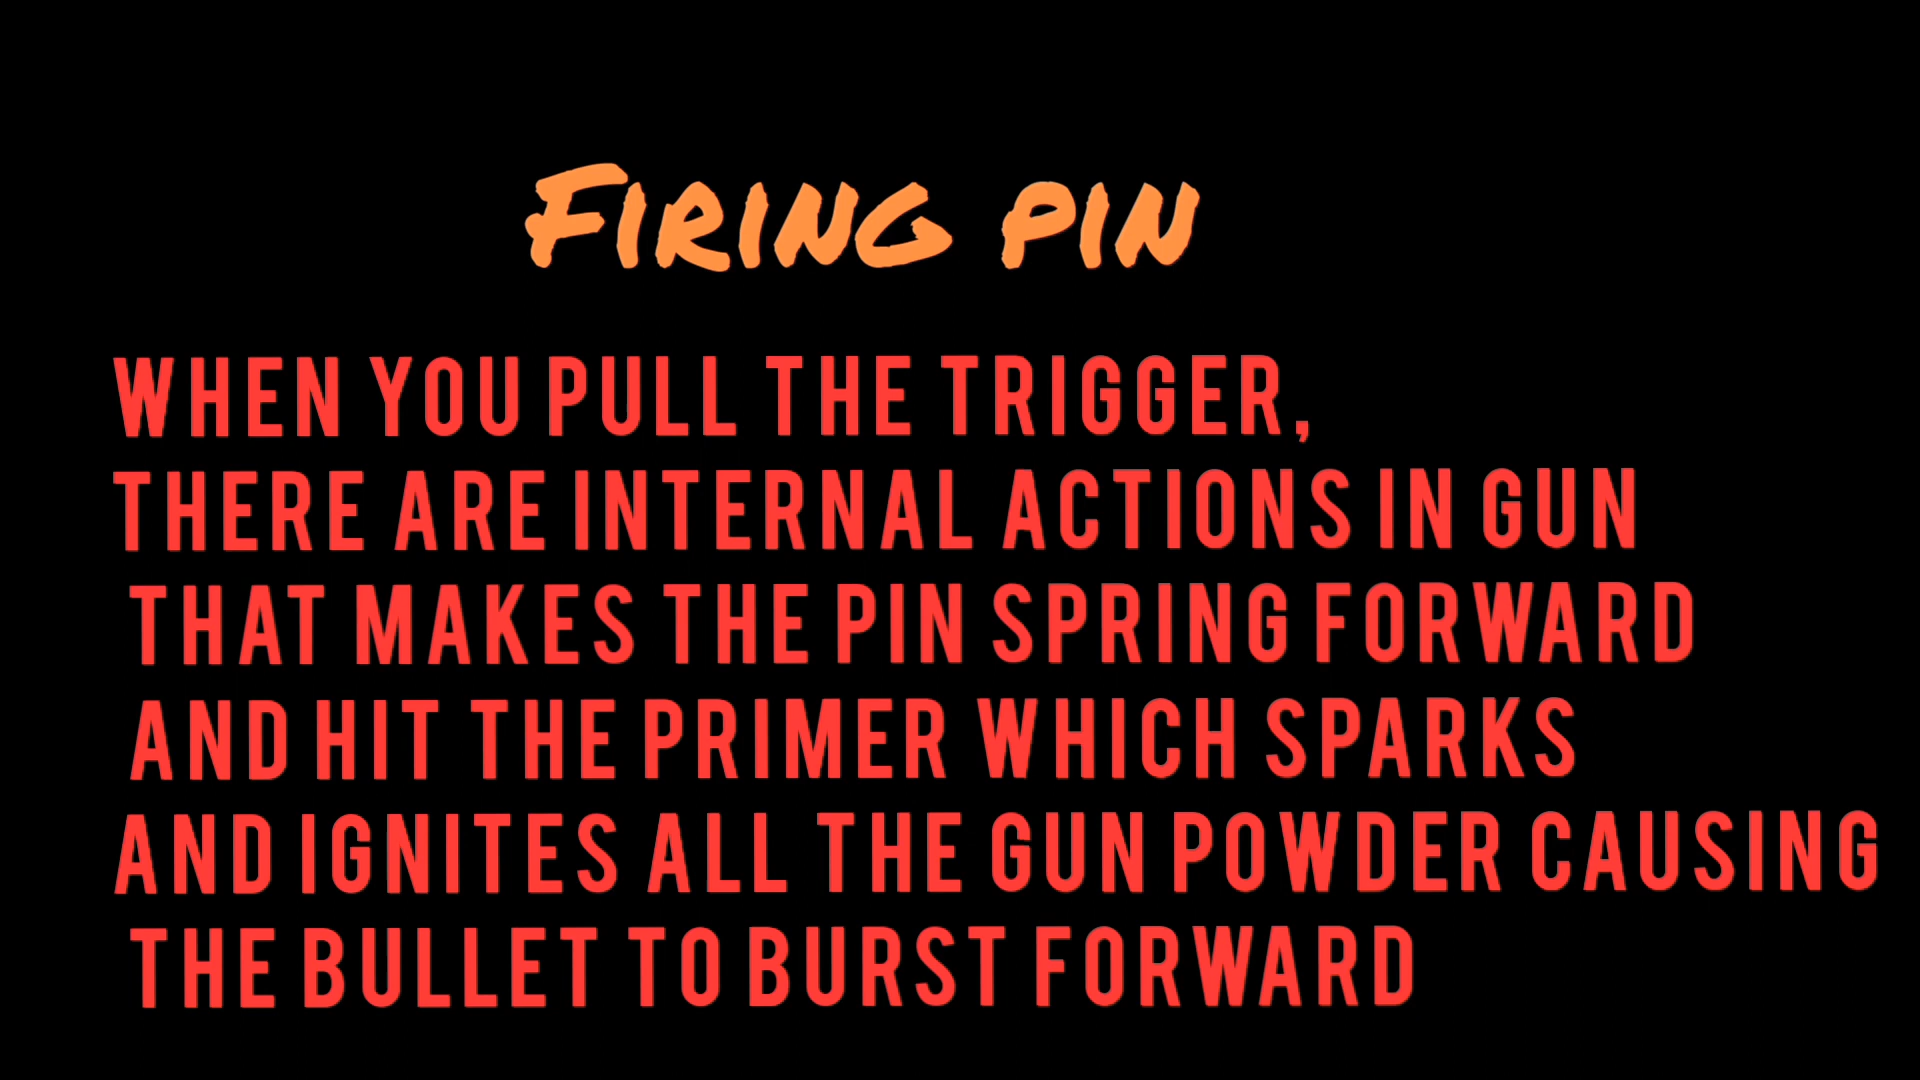 Firing pin
WHEN YOU PULL THE TRIGGER,
THERE ARE INTERNAL ACTIONS IN GUN
THAT MAKES THE PIN SPRING FORWARD
AND HIT THE PRIMER WHICH SPARKS
AND IGNITES ALL THE GUN POWDER CAUSING
THE BULLET TO BURST FORWARD